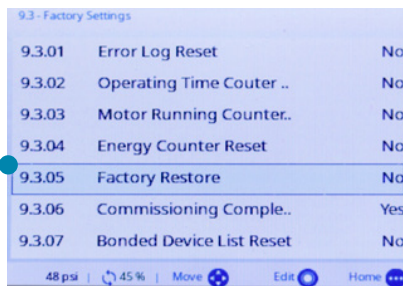 9.3 - Factory Settings
9.3.01 Error Log Reset No
9.3.02 Operating Time Couter .. No
9.3.03 Motor Running Counter.. No
9.3.04 Energy Counter Reset No
9.3.05 Factory Restore No
9.3.06 Commissioning Comple.. Yes
9.3.07 Bonded Device List Reset No
48 psi | 45 % | Move Edit Home